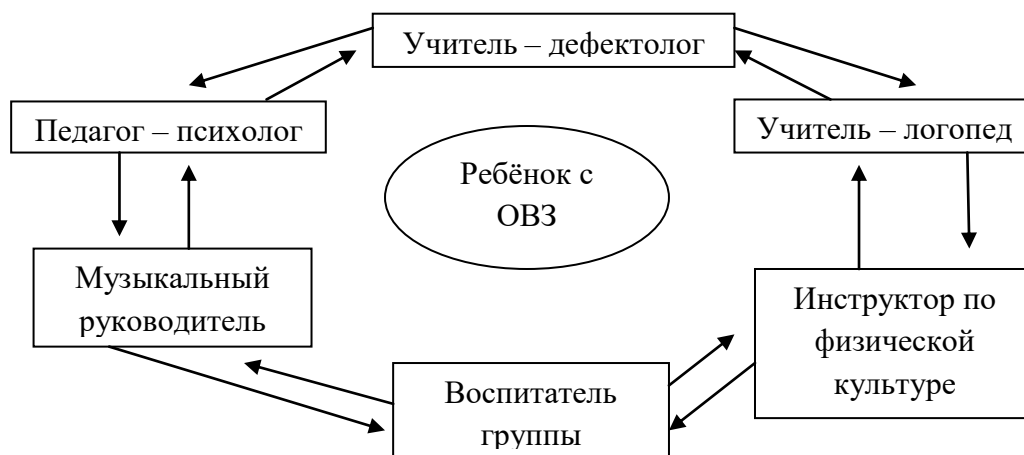 Учитель – дефектолог
Педагог – психолог
Учитель – логопед
Ребёнок с
ОВЗ
Музыкальный
руководитель
Инструктор по
физической
культуре
Воспитатель
группы